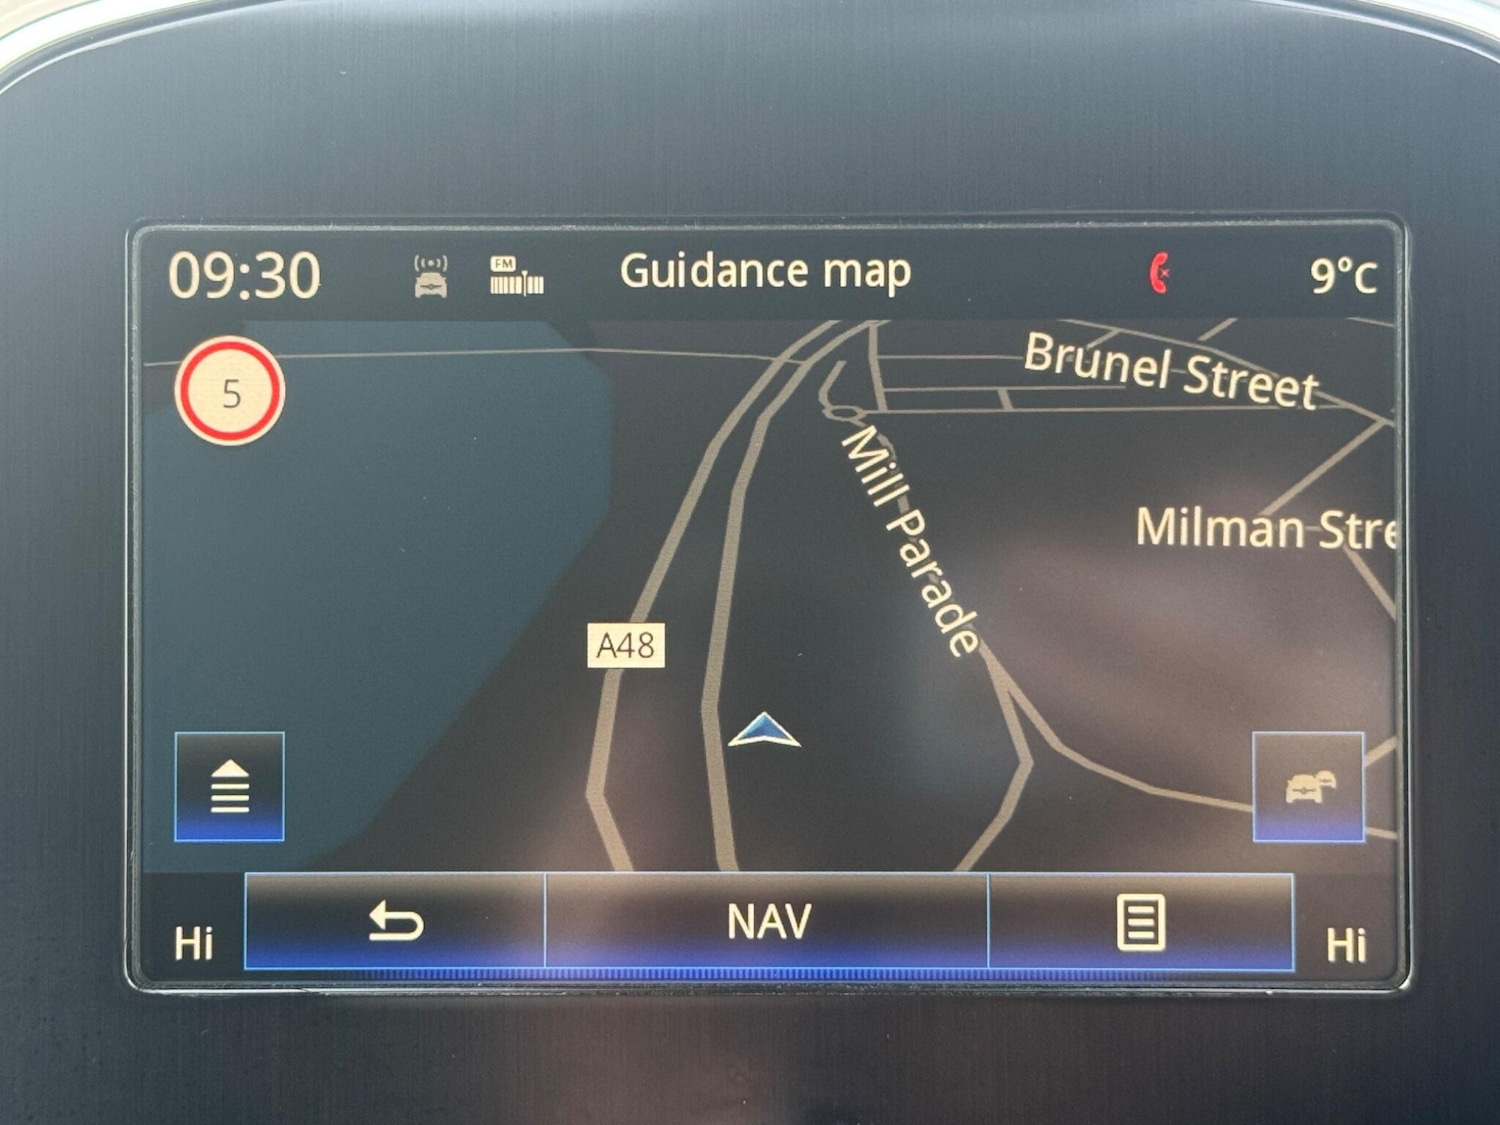 09:30
FM
Guidance map
9°C
5
Brunel Street
Mill Parade
Milman Stre
A48
Hi
NAV
Hi